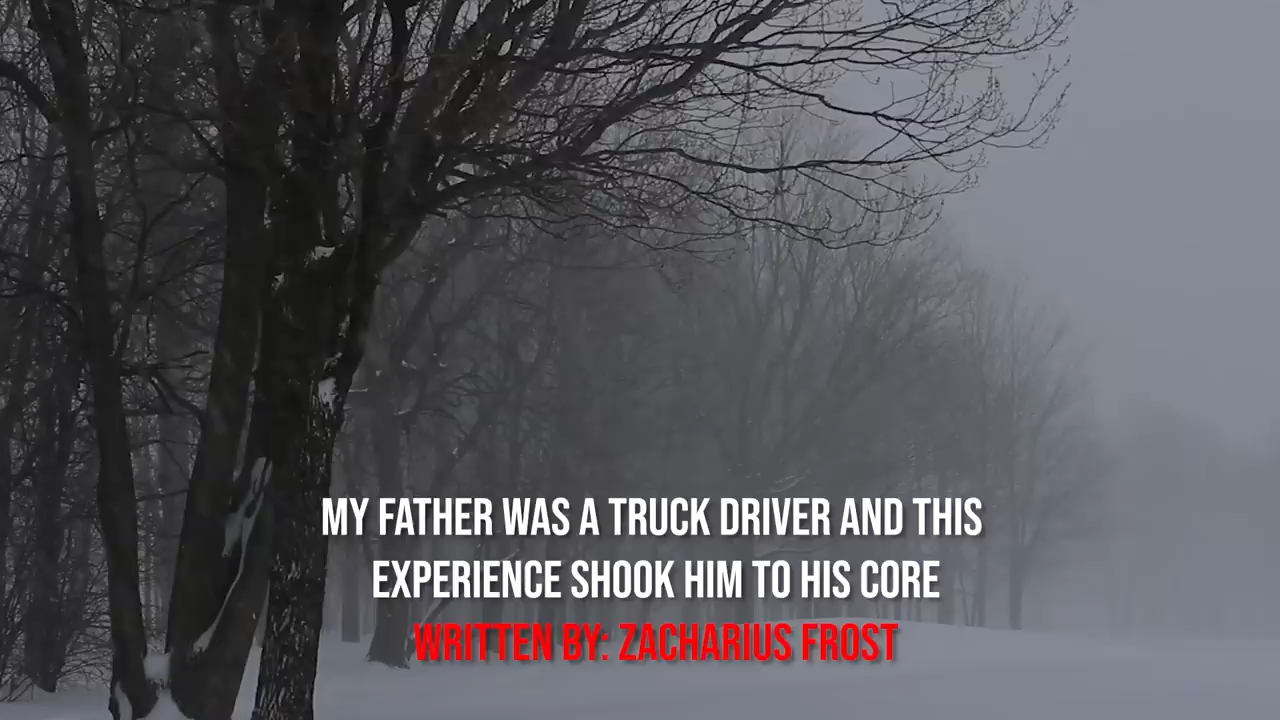 MY FATHER WAS A TRUCK DRIVER AND THIS
EXPERIENCE SHOOK HIM TO HIS CORE
WRITTEN BY: ZACHARIUS FROST